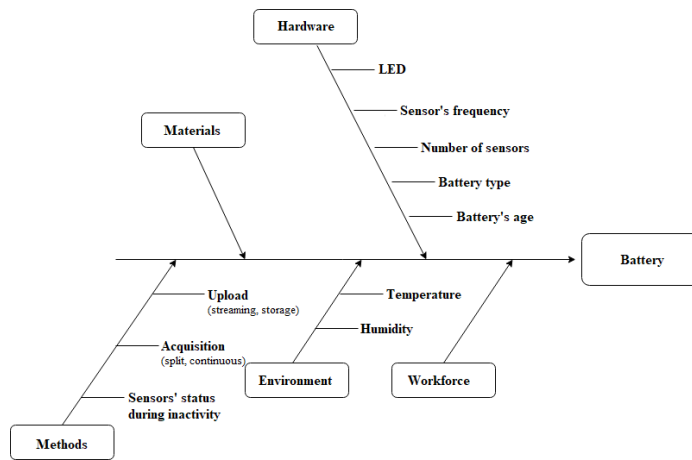 Hardware
LED
Sensor's frequency
Materials
Number of sensors
Battery type
Battery's age
Battery
Upload
(streaming, storage)
Temperature
Humidity
Acquisition
(split, continuous)
Environment
Workforce
Sensors' status
during inactivity
Methods